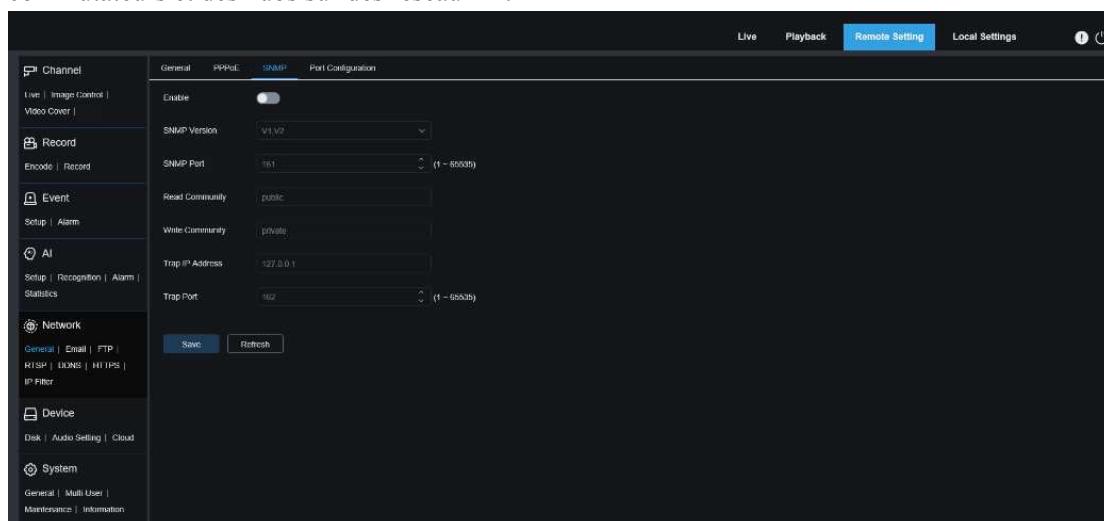 Live Playback Remote Setting Local Settings
Channel
Live | Image Control |
Video Cover |
Record
Encode | Record
Event
Setup | Alarm
AI
Setup | Recognition | Alarm |
Statistics
Network
General | Email | FTP |
RTSP | DDNS | HTTPS |
IP Filter
Device
Disk | Audio Setting | Cloud
System
General | Multi User |
Maintenance | Information
General PPPoE SNMP Port Configuration
Enable
SNMP Version V1,V2
SNMP Port 161 (1 ~ 65535)
Read Community public
Write Community private
Trap IP Address 127.0.0.1
Trap Port 162 (1 ~ 65535)
Save Refresh